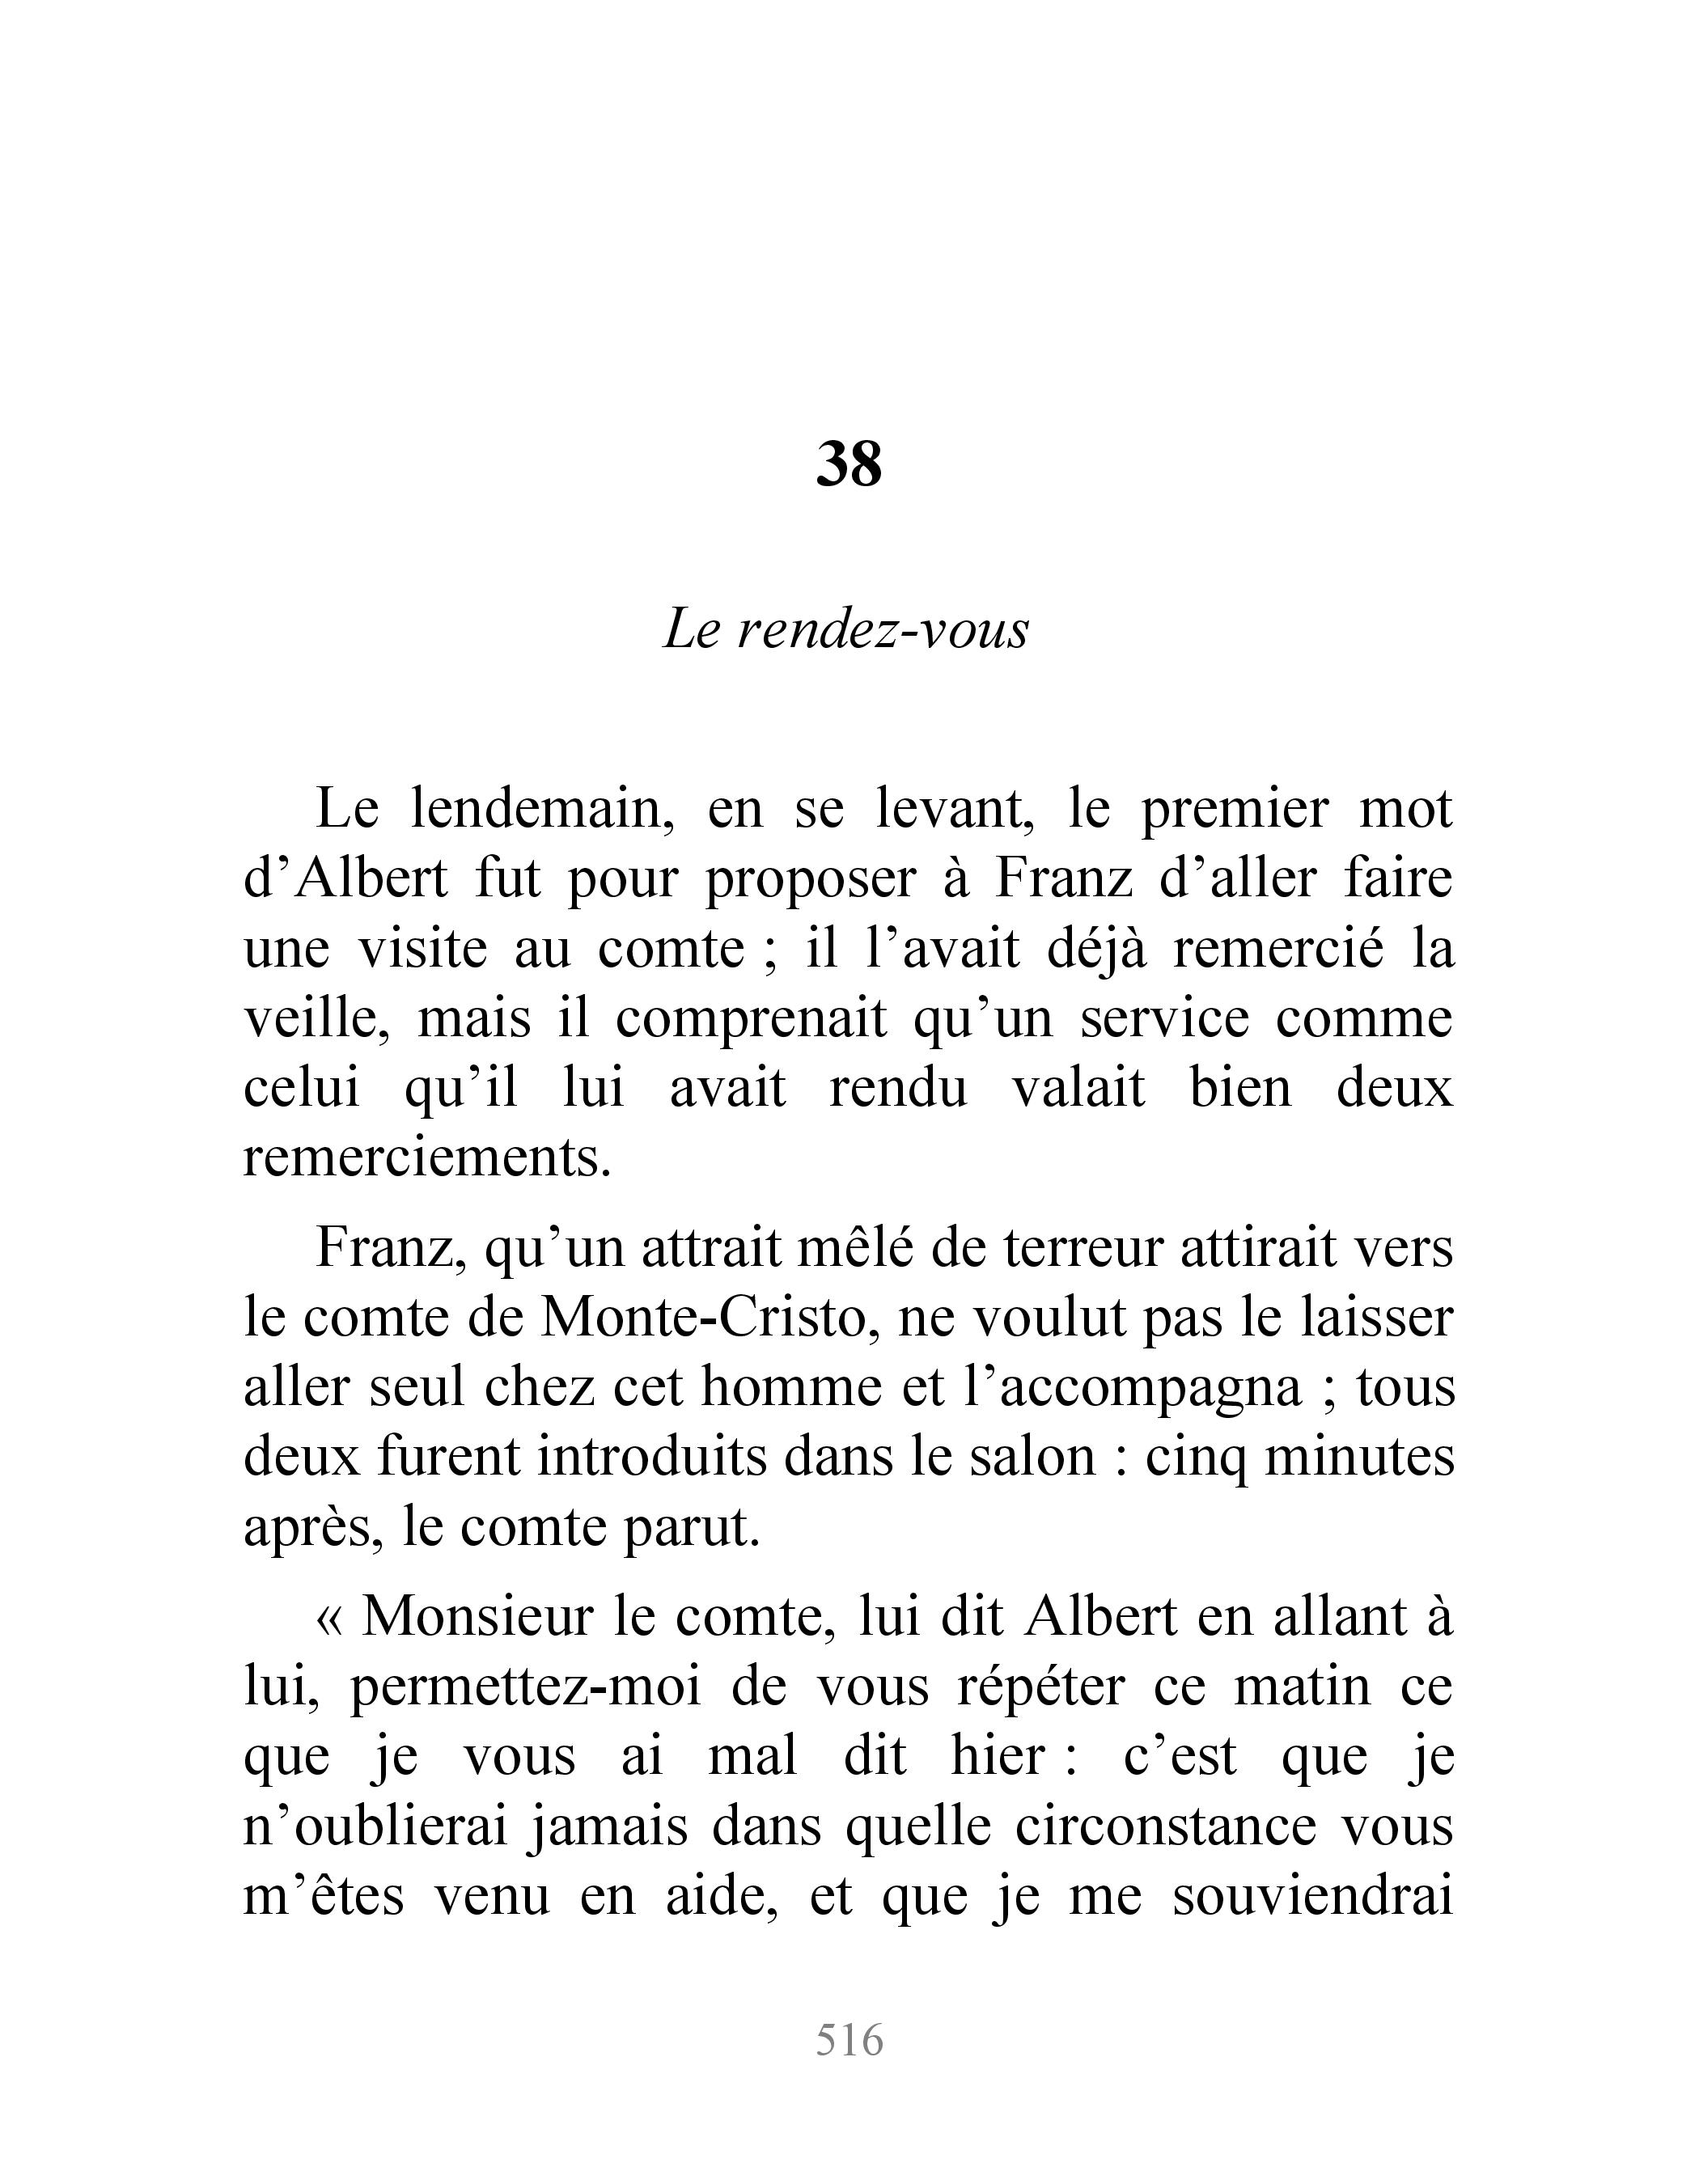 38
Le rendez-vous
Le lendemain, en se levant, le premier mot
d’Albert fut pour proposer à Franz d’aller faire
une visite au comte ; il l’avait déjà remercié la
veille, mais il comprenait qu’un service comme
celui qu’il lui avait rendu valait bien deux
remerciements.
Franz, qu’un attrait mêlé de terreur attirait vers
le comte de Monte-Cristo, ne voulut pas le laisser
aller seul chez cet homme et l’accompagna ; tous
deux furent introduits dans le salon : cinq minutes
après, le comte parut.
« Monsieur le comte, lui dit Albert en allant à
lui, permettez-moi de vous répéter ce matin ce
que je vous ai mal dit hier : c’est que je
n’oublierai jamais dans quelle circonstance vous
m’êtes venu en aide, et que je me souviendrai
516